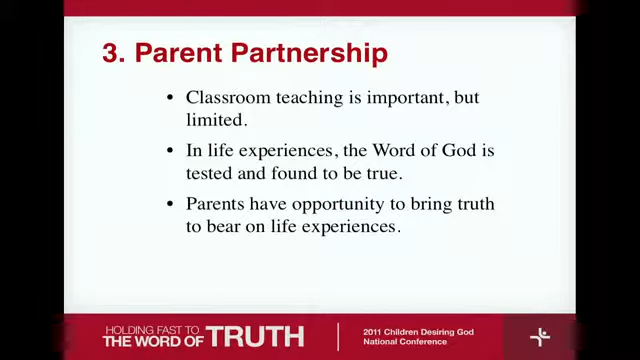 3. Parent Partnership
• Classroom teaching is important, but
limited.
• In life experiences, the Word of God is
tested and found to be true.
• Parents have opportunity to bring truth
to bear on life experiences.
HOLDING FAST TO
THE WORD OF TRUTH
2011 Children Desiring God
National Conference